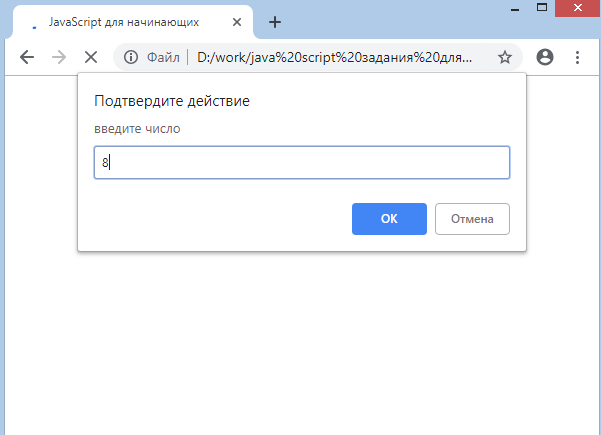 JavaScript для начинающих
Файл D:/work/java%20script%20задания%20для...
Подтвердите действие
введите число
8
ОК Отмена